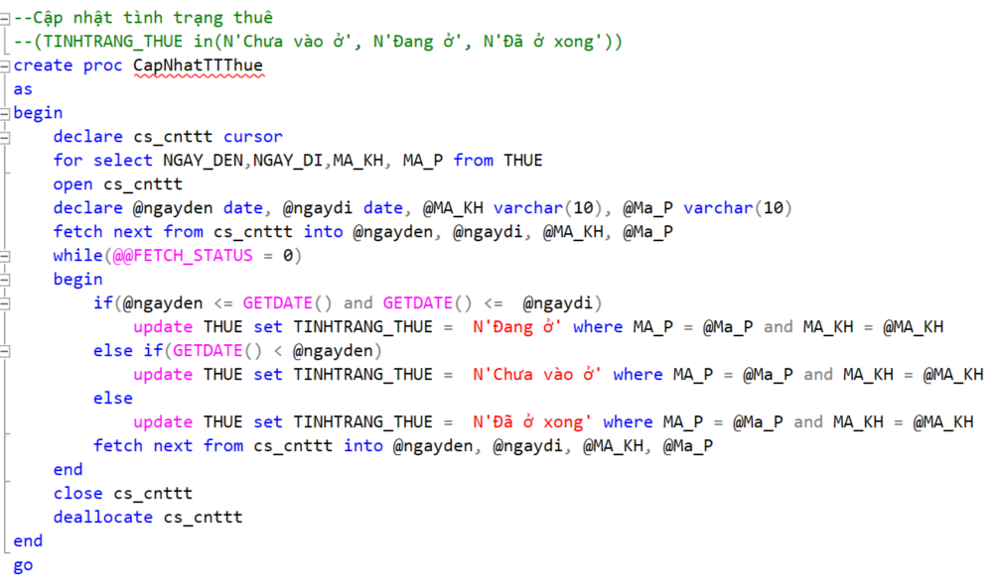 --Cập nhật tình trạng thuê
--(TINHTRANG_THUE in(N'Chưa vào ở', N'Đang ở', N'Đã ở xong'))
create proc CapNhatTTThue
as
begin
    declare cs_cnttt cursor
    for select NGAY_DEN,NGAY_DI,MA_KH, MA_P from THUE
    open cs_cnttt
    declare @ngayden date, @ngaydi date, @MA_KH varchar(10), @Ma_P varchar(10)
    fetch next from cs_cnttt into @ngayden, @ngaydi, @MA_KH, @Ma_P
    while(@@FETCH_STATUS = 0)
    begin
        if(@ngayden <= GETDATE() and GETDATE() <=  @ngaydi)
            update THUE set TINHTRANG_THUE =  N'Đang ở' where MA_P = @Ma_P and MA_KH = @MA_KH
        else if(GETDATE() < @ngayden)
            update THUE set TINHTRANG_THUE =  N'Chưa vào ở' where MA_P = @Ma_P and MA_KH = @MA_KH
        else
            update THUE set TINHTRANG_THUE =  N'Đã ở xong' where MA_P = @Ma_P and MA_KH = @MA_KH
        fetch next from cs_cnttt into @ngayden, @ngaydi, @MA_KH, @Ma_P
    end
    close cs_cnttt
    deallocate cs_cnttt
end
go